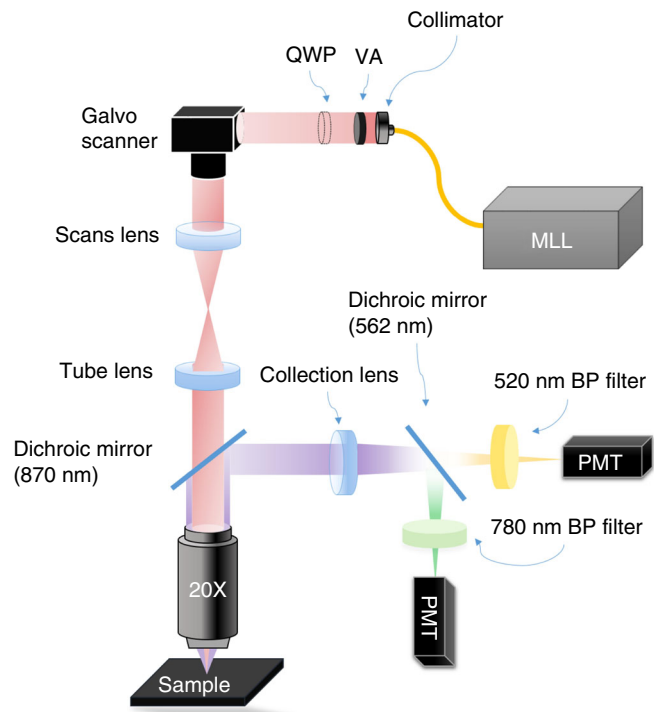 Collimator
QWP
VA
Galvo
scanner
MLL
Scans lens
Dichroic mirror
(562 nm)
Tube lens
Collection lens
520 nm BP filter
Dichroic mirror
(870 nm)
PMT
780 nm BP filter
20X
PMT
Sample